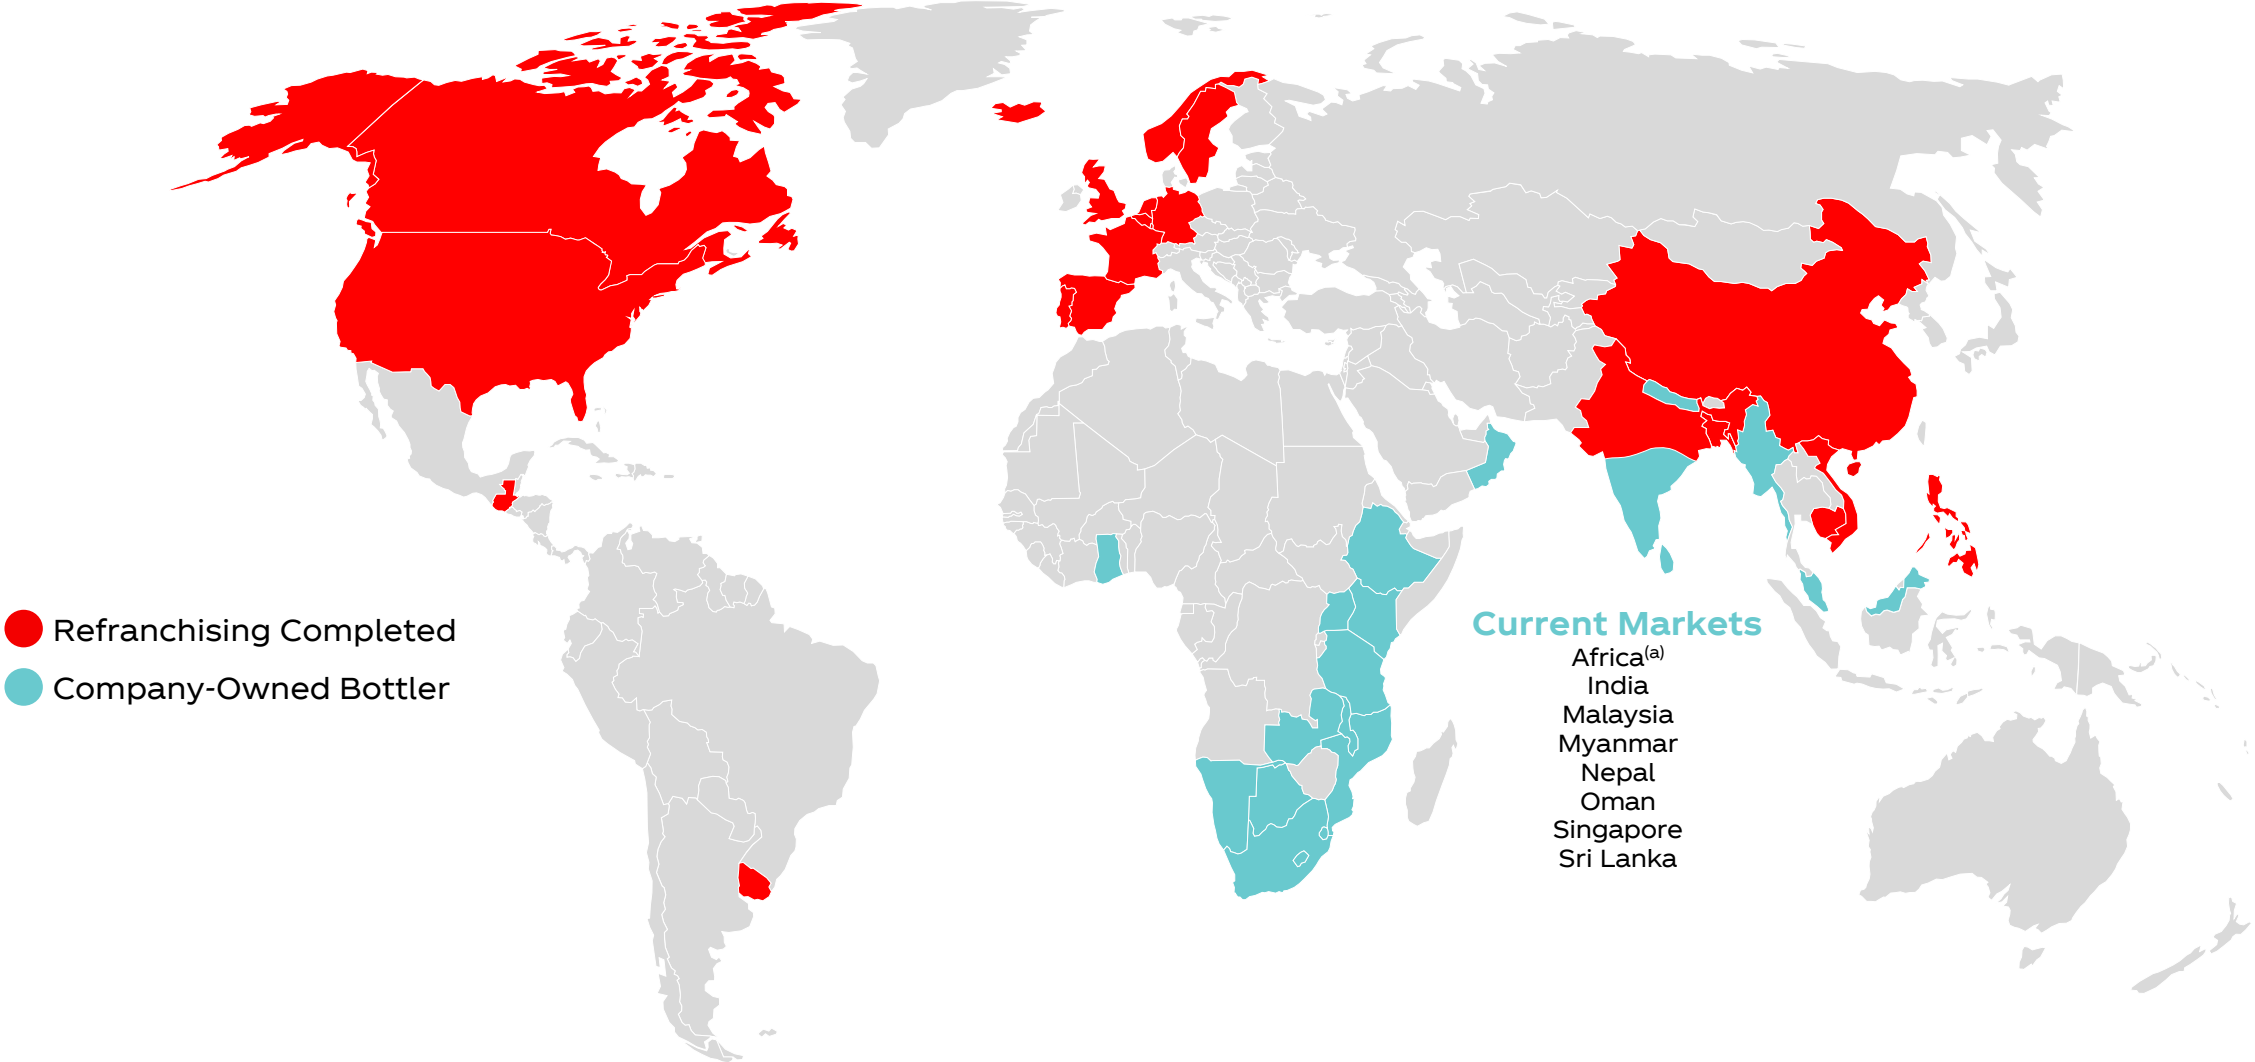 Refranchising Completed
Company-Owned Bottler
Current Markets
Africa(a)
India
Malaysia
Myanmar
Nepal
Oman
Singapore
Sri Lanka